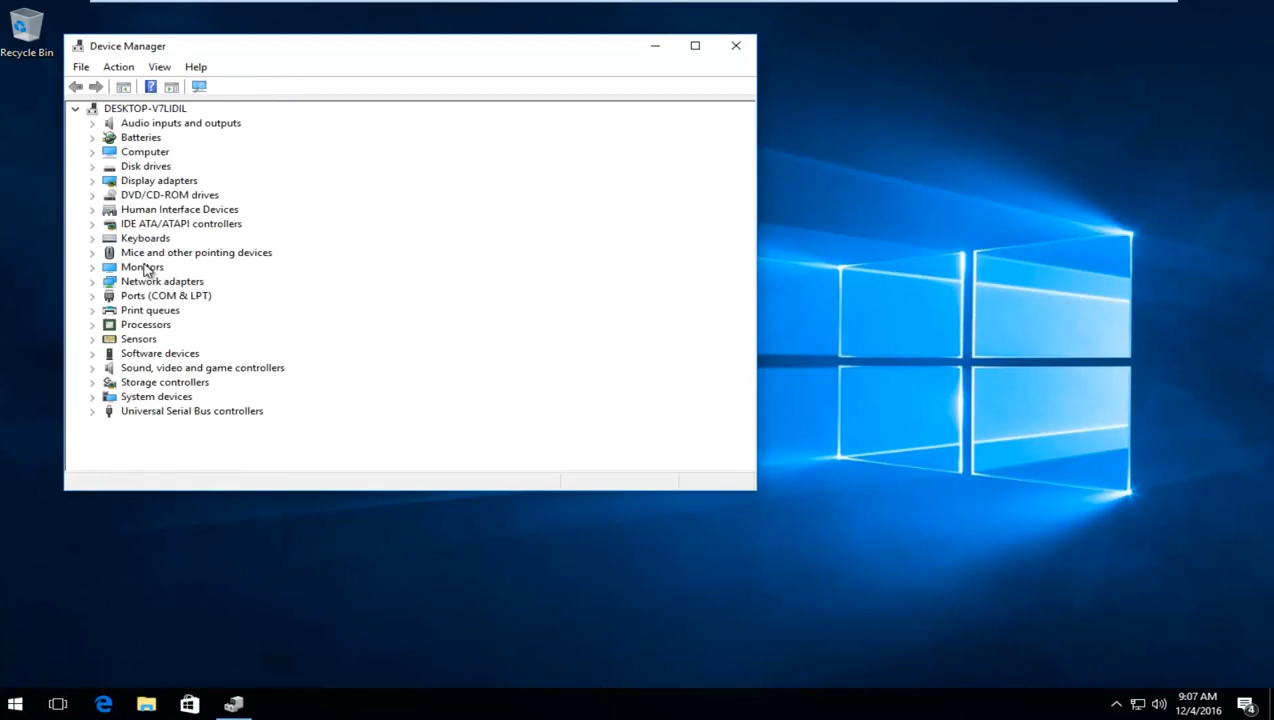 Recycle Bin
Device Manager
File Action View Help
DESKTOP-V7LIDIL
Audio inputs and outputs
Batteries
Computer
Disk drives
Display adapters
DVD/CD-ROM drives
Human Interface Devices
IDE ATA/ATAPI controllers
Keyboards
Mice and other pointing devices
Monitors
Network adapters
Ports (COM & LPT)
Print queues
Processors
Sensors
Software devices
Sound, video and game controllers
Storage controllers
System devices
Universal Serial Bus controllers
9:07 AM
12/4/2016
4